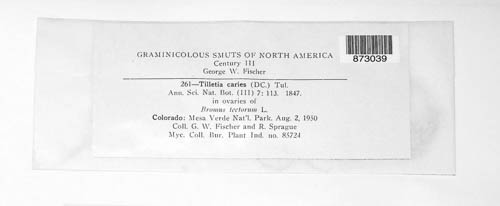 GRAMINICOLOUS SMUTS OF NORTH AMERICA
Century III
George W. Fischer
873039
261—Tilletia caries (DC.) Tul.
Ann. Sci. Nat. Bot. (III) 7: 113. 1847.
in ovaries of
Bromus tectorum L.
Colorado: Mesa Verde Nat'l. Park. Aug. 2, 1950
Coll. G. W. Fischer and R. Sprague
Myc. Coll. Bur. Plant Ind. no. 85724